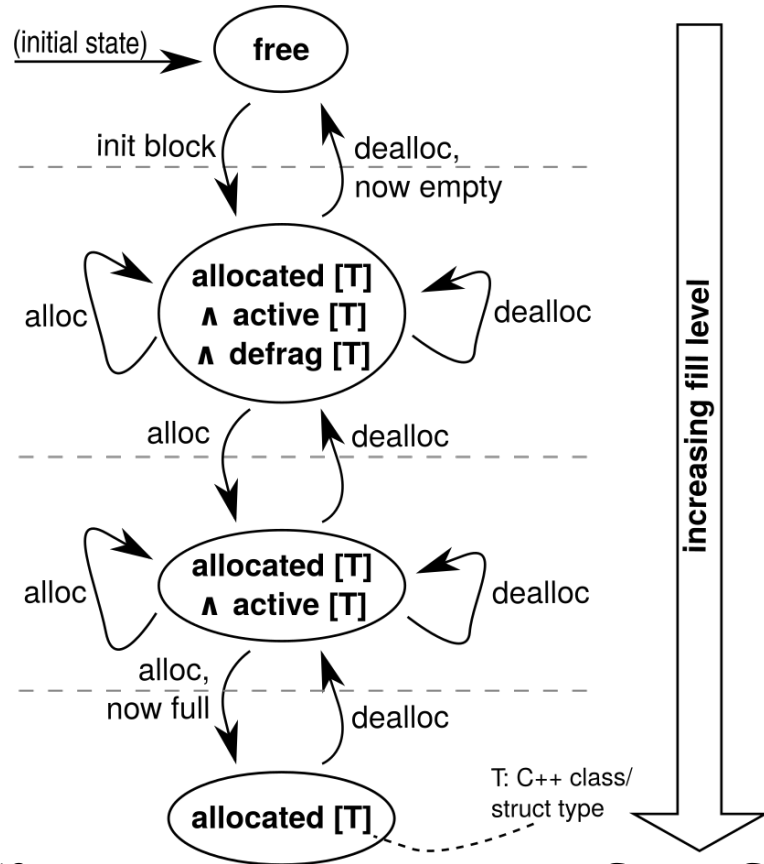 (initial state)
free
init block
dealloc,
now empty
allocated [T]
∧ active [T]
∧ defrag [T]
alloc
dealloc
alloc
dealloc
allocated [T]
∧ active [T]
alloc
dealloc
alloc,
now full
dealloc
allocated [T]
T: C++ class/
struct type
increasing fill level